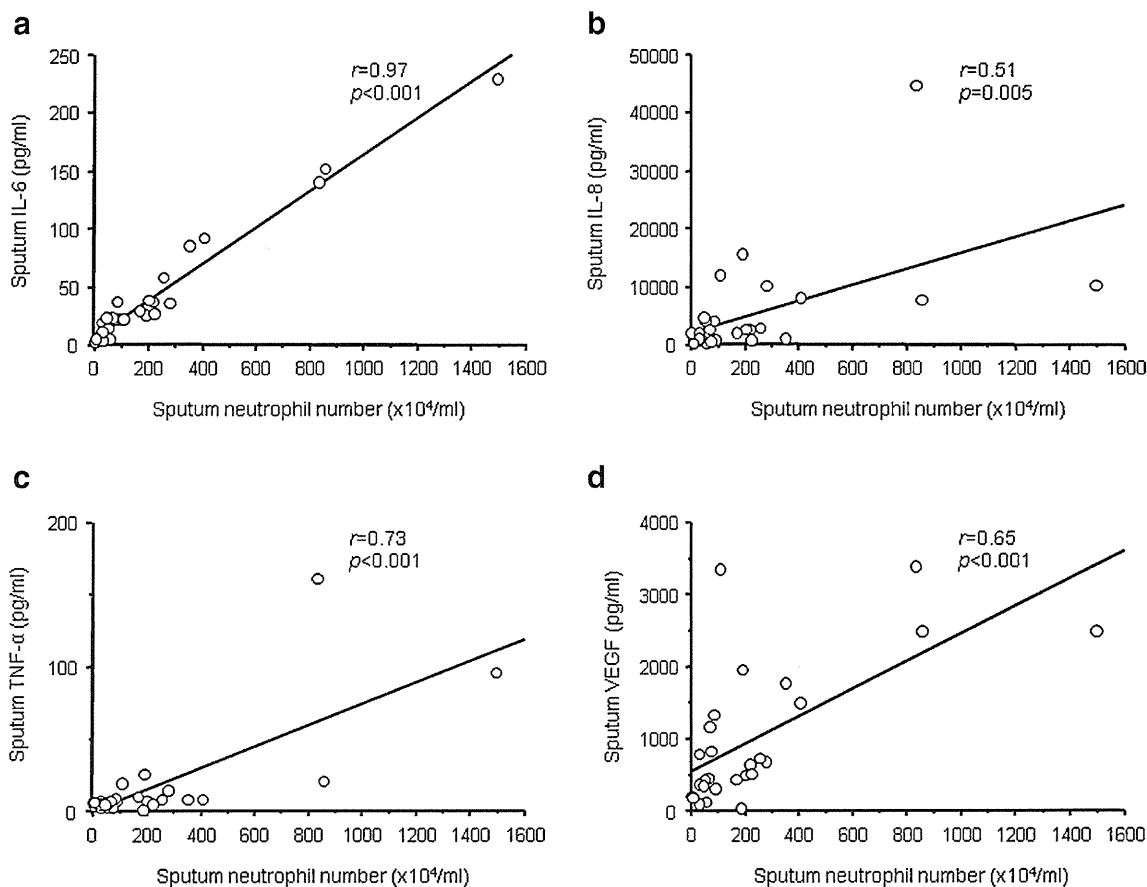 a
r=0.97
p<0.001
250
200
150
100
50
0
Sputum IL-6 (pg/ml)
0 200 400 600 800 1000 1200 1400 1600
Sputum neutrophil number (x10⁴/ml)
b
r=0.51
p=0.005
50000
40000
30000
20000
10000
0
Sputum IL-8 (pg/ml)
0 200 400 600 800 1000 1200 1400 1600
Sputum neutrophil number (x10⁴/ml)
c
r=0.73
p<0.001
200
100
0
Sputum TNF-α (pg/ml)
0 200 400 600 800 1000 1200 1400 1600
Sputum neutrophil number (x10⁴/ml)
d
r=0.65
p<0.001
4000
3000
2000
1000
0
Sputum VEGF (pg/ml)
0 200 400 600 800 1000 1200 1400 1600
Sputum neutrophil number (x10⁴/ml)